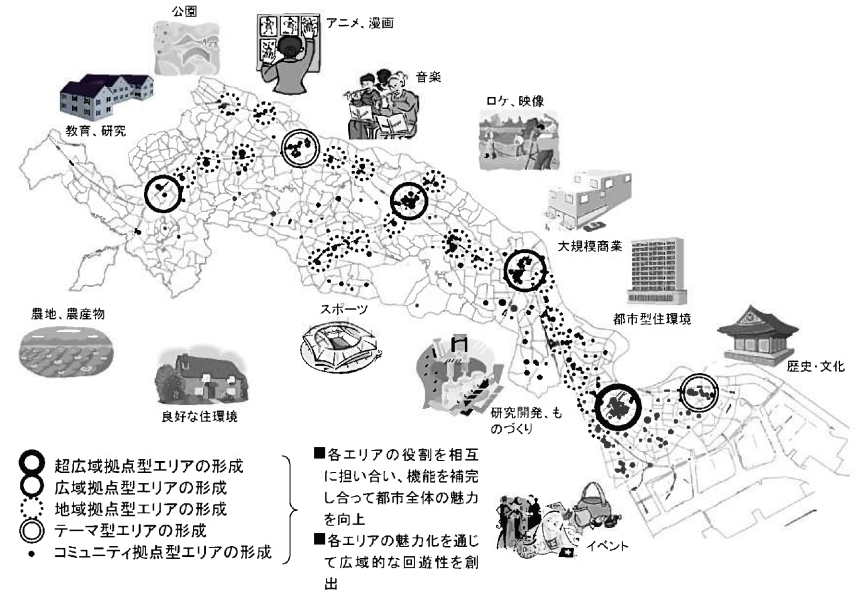 公園
アニメ、漫画
音楽
ロケ、映像
教育、研究
大規模商業
都市型住環境
歴史・文化
農地、農産物
スポーツ
良好な住環境
研究開発、も
のづくり
イベント
超広域拠点型エリアの形成
広域拠点型エリアの形成
地域拠点型エリアの形成
テーマ型エリアの形成
コミュニティ拠点型エリアの形成
■各エリアの役割を相互
に担い合い、機能を補完
し合って都市全体の魅力
を向上
■各エリアの魅力化を通じ
て広域的な回遊性を創
出